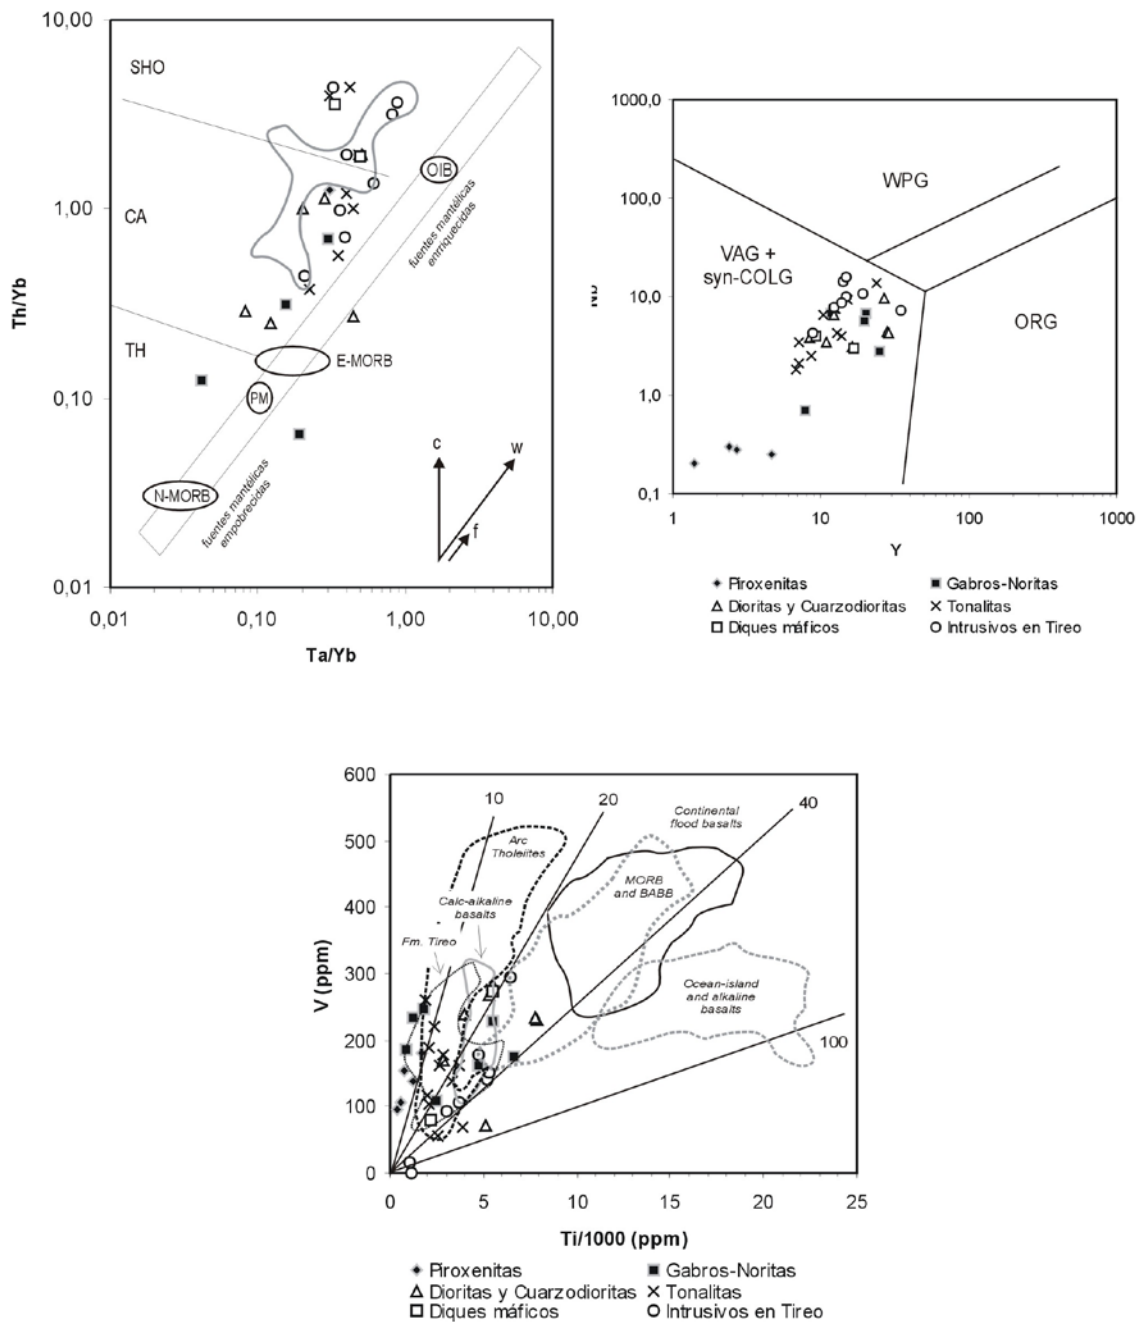 10,00
SHO
1,00
CA
Th/Yb
TH
0,10
0,01
OIB
fuentes mantélicas
enrriquecidas
E-MORB
PM
N-MORB
fuentes mantélicas
empobrecidas
c
w
f
0,01
0,10
1,00
10,00
Ta/Yb
1000,0
100,0
10,0
1,0
0,1
Nb
WPG
VAG +
syn-COLG
ORG
1
10
100
1000
Y
Piroxenitas
Gabros-Noritas
Dioritas y Cuarzodioritas
Tonalitas
Diques máficos
Intrusivos en Tireo
600
500
400
300
200
100
0
V (ppm)
10
20
40
100
Continental
flood basalts
Arc
Tholeiites
MORB
and BABB
Calc-alkaline
basalts
Fm. Tireo
Ocean-island
and alkaline
basalts
0
5
10
15
20
25
Ti/1000 (ppm)
Piroxenitas
Gabros-Noritas
Dioritas y Cuarzodioritas
Tonalitas
Diques máficos
Intrusivos en Tireo